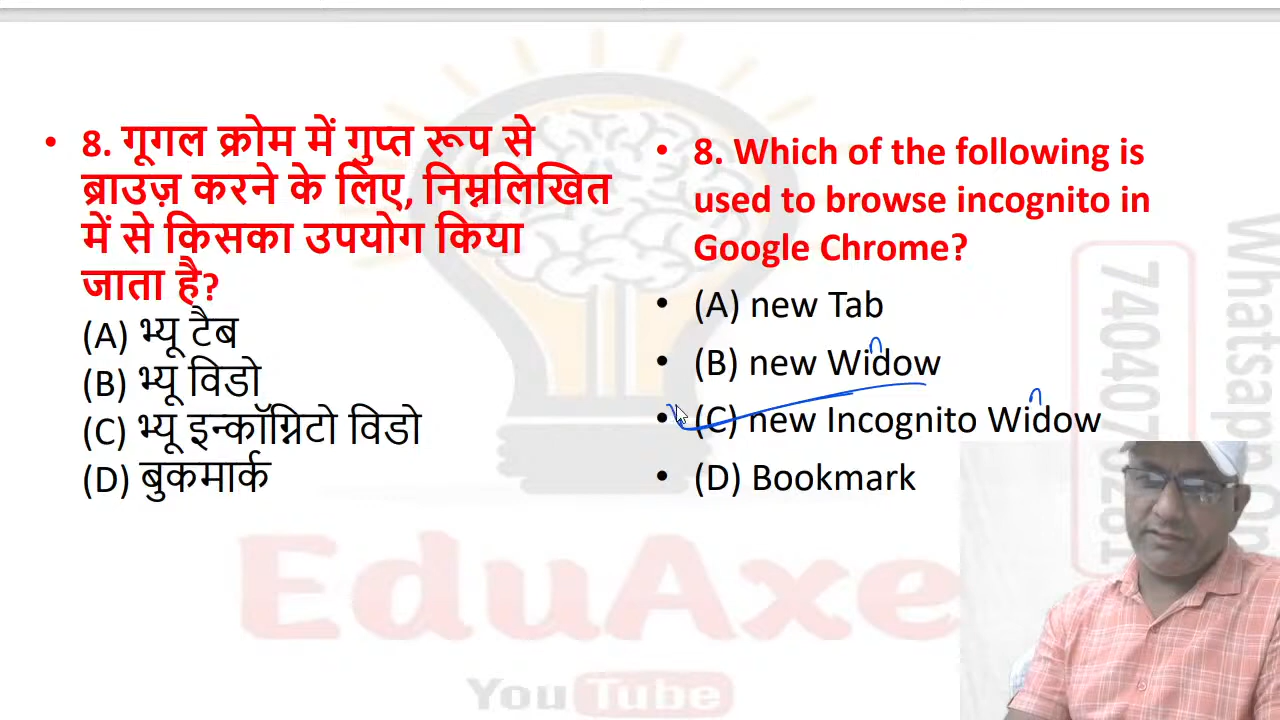 • 8. गूगल क्रोम में गुप्त रूप से
ब्राउज़ करने के लिए, निम्नलिखित
में से किसका उपयोग किया
जाता है?
(A) भ्यू टैब
(B) भ्यू विडो
(C) भ्यू इन्कॉग्निटो विडो
(D) बुकमार्क
• 8. Which of the following is
used to browse incognito in
Google Chrome?
• (A) new Tab
n
• (B) new Widow
n
• (C) new Incognito Widow
• (D) Bookmark
EduAxe
YouTube